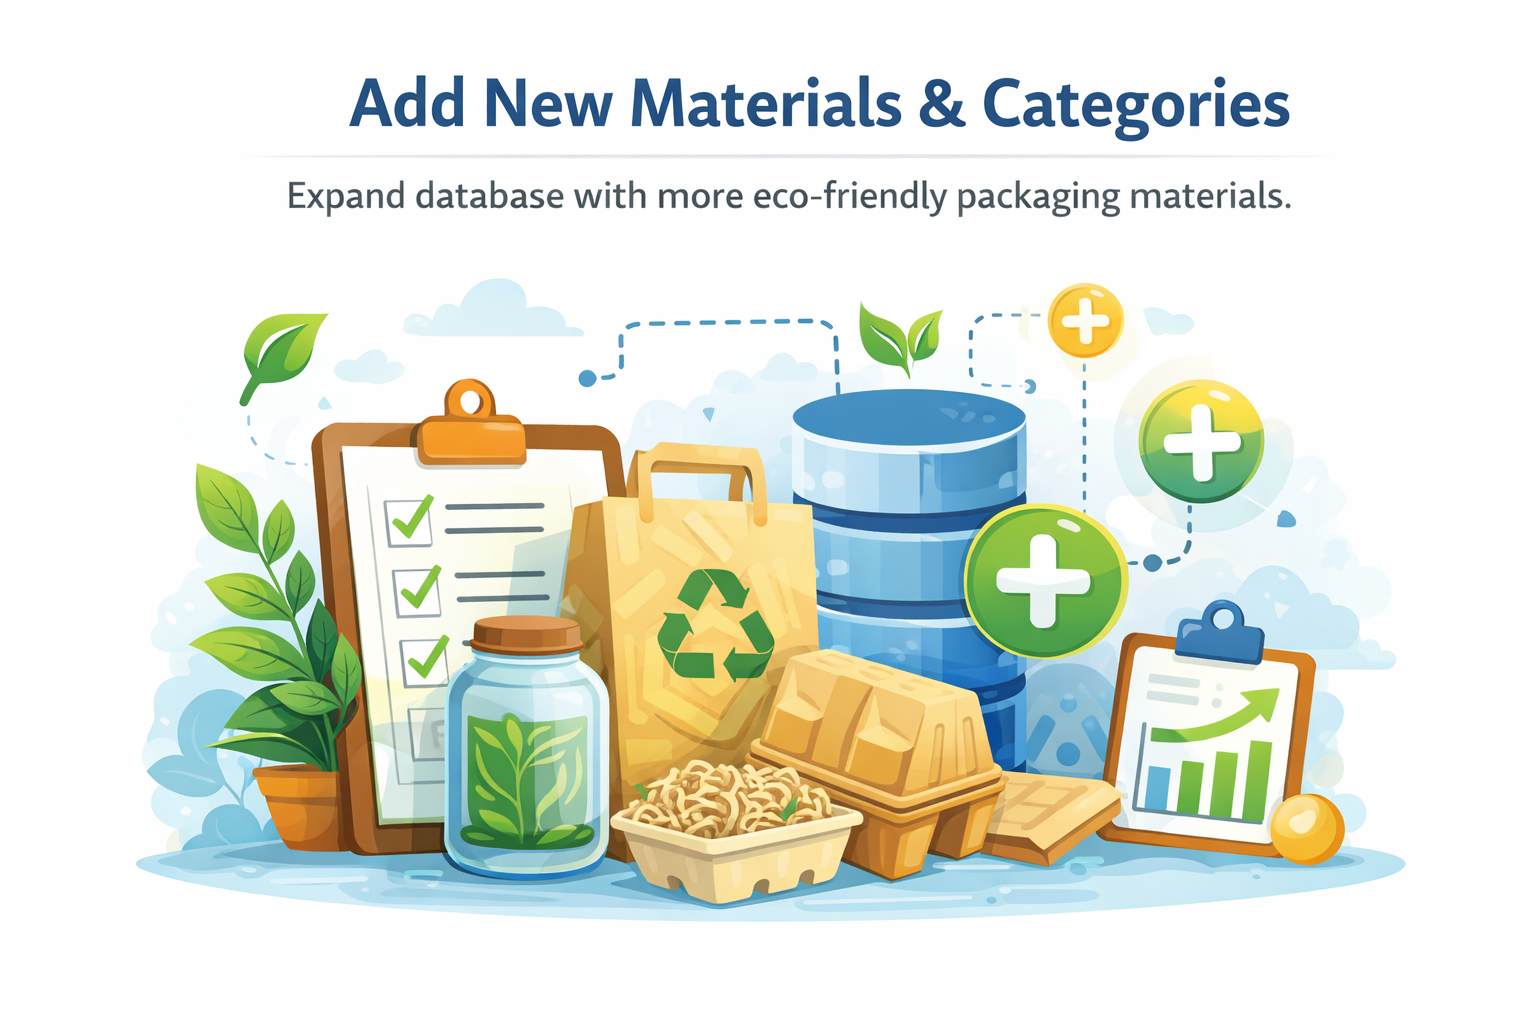 Add New Materials & Categories
Expand database with more eco-friendly packaging materials.